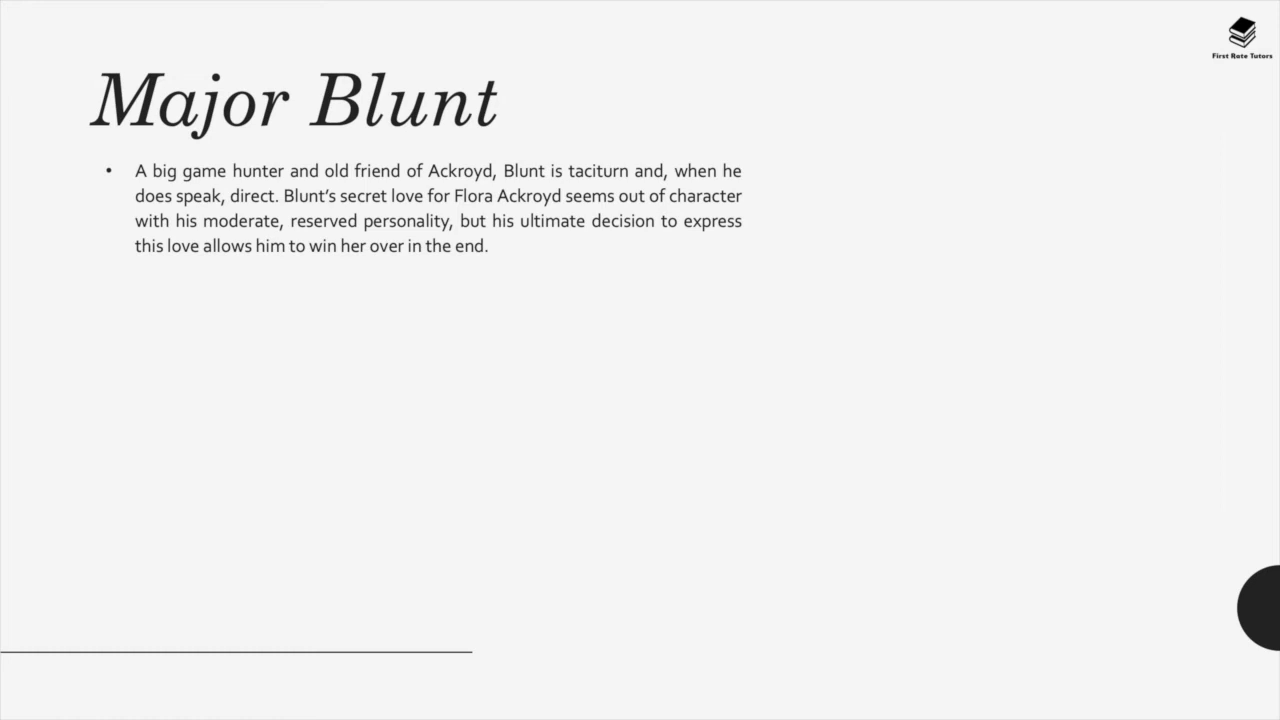 First Rate Tutors
Major Blunt
• A big game hunter and old friend of Ackroyd, Blunt is taciturn and, when he
does speak, direct. Blunt’s secret love for Flora Ackroyd seems out of character
with his moderate, reserved personality, but his ultimate decision to express
this love allows him to win her over in the end.